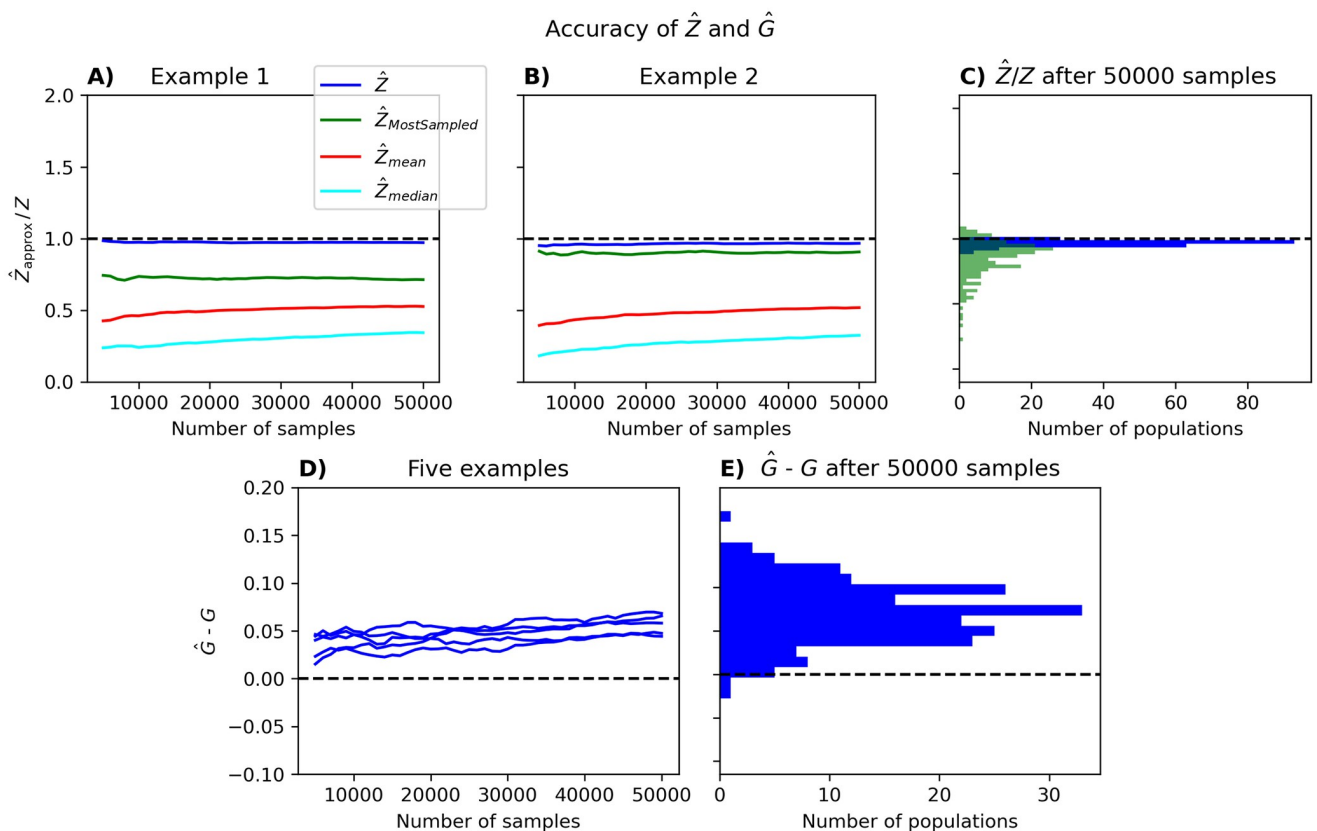 Accuracy of Ẑ and Ĝ
A) Example 1
Ẑ
Ẑ_MostSampled
Ẑ_mean
Ẑ_median
2.0
1.5
1.0
0.5
0.0
Ẑ_approx / Z
10000 20000 30000 40000 50000
Number of samples
B) Example 2
10000 20000 30000 40000 50000
Number of samples
C) Ẑ/Z after 50000 samples
0 20 40 60 80
Number of populations
D) Five examples
0.20
0.15
0.10
0.05
0.00
−0.05
−0.10
Ĝ - G
10000 20000 30000 40000 50000
Number of samples
E) Ĝ - G after 50000 samples
0 10 20 30
Number of populations